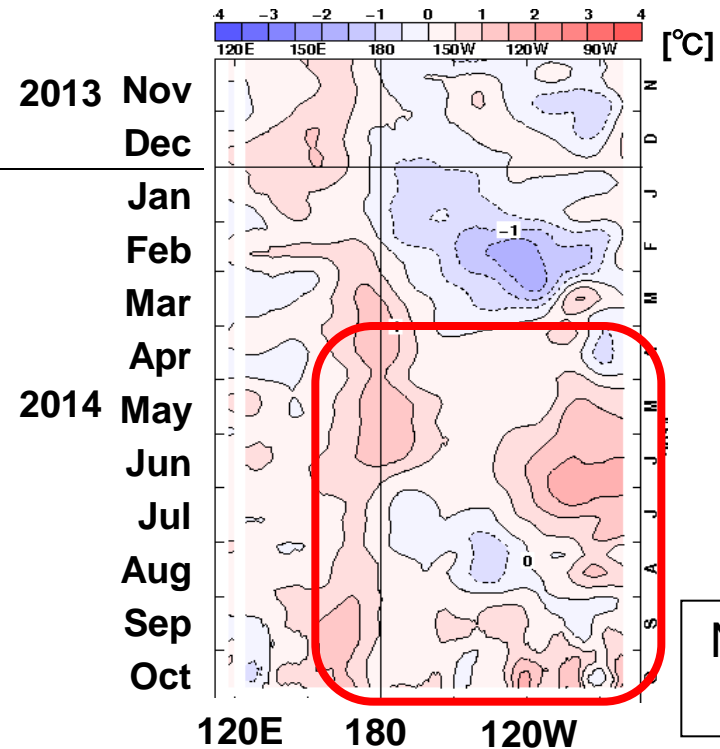 -4 -3 -2 -1 0 1 2 3 4
120E 150E 180 150W 120W 90W [℃]
2013 Nov N
Dec D
Jan J
Feb -1 F
Mar M
Apr A
2014 May M
Jun J
Jul J
Aug 0 A
Sep S
N
Oct
120E 180 120W